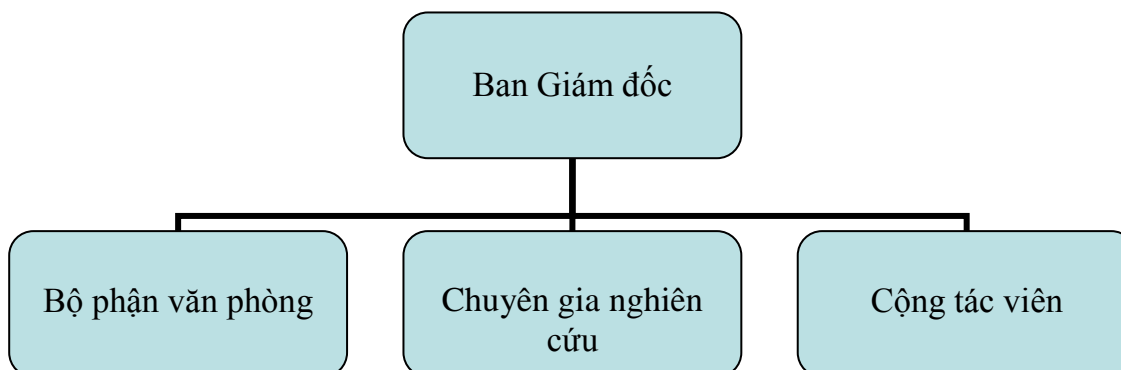 Ban Giám đốc
Bộ phận văn phòng
Chuyên gia nghiên
cứu
Cộng tác viên